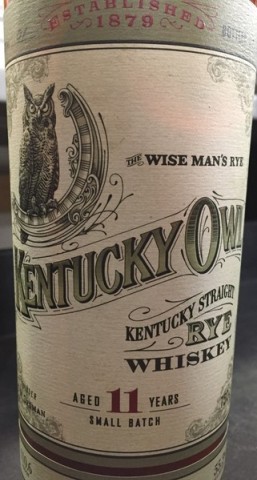 ESTABLISHED
1879
THE WISE MAN'S RYE
KENTUCKY OWL
KENTUCKY STRAIGHT
RYE
WHISKEY
AGED 11 YEARS
SMALL BATCH